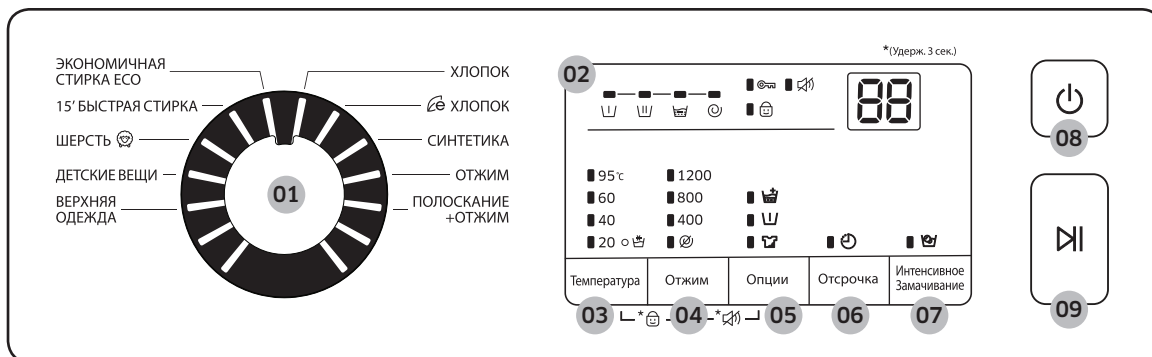 *(Удерж. 3 сек.)
ЭКОНОМИЧНАЯ
СТИРКА ECO
15’ БЫСТРАЯ СТИРКА
ШЕРСТЬ
ДЕТСКИЕ ВЕЩИ
ВЕРХНЯЯ
ОДЕЖДА
ХЛОПОК
e ХЛОПОК
СИНТЕТИКА
ОТЖИМ
ПОЛОСКАНИЕ
+ОТЖИМ
01
02
88
95℃
1200
60
800
40
400
20
Температура
Отжим
Опции
Отсрочка
Интенсивное
Замачивание
03
*
04
*
05
06
07
08
09